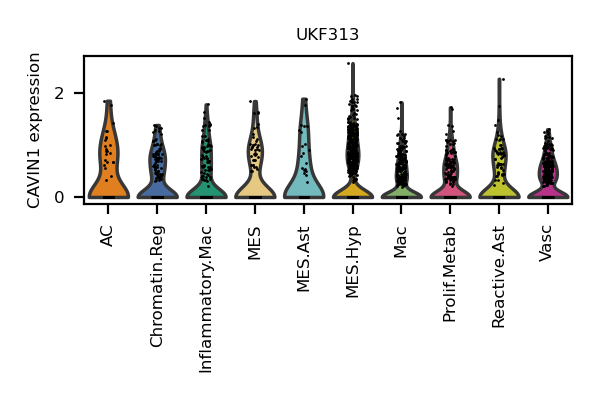 UKF313
CAVIN1 expression
2
0
AC
Chromatin.Reg
Inflammatory.Mac
MES
MES.Ast
MES.Hyp
Mac
Prolif.Metab
Reactive.Ast
Vasc